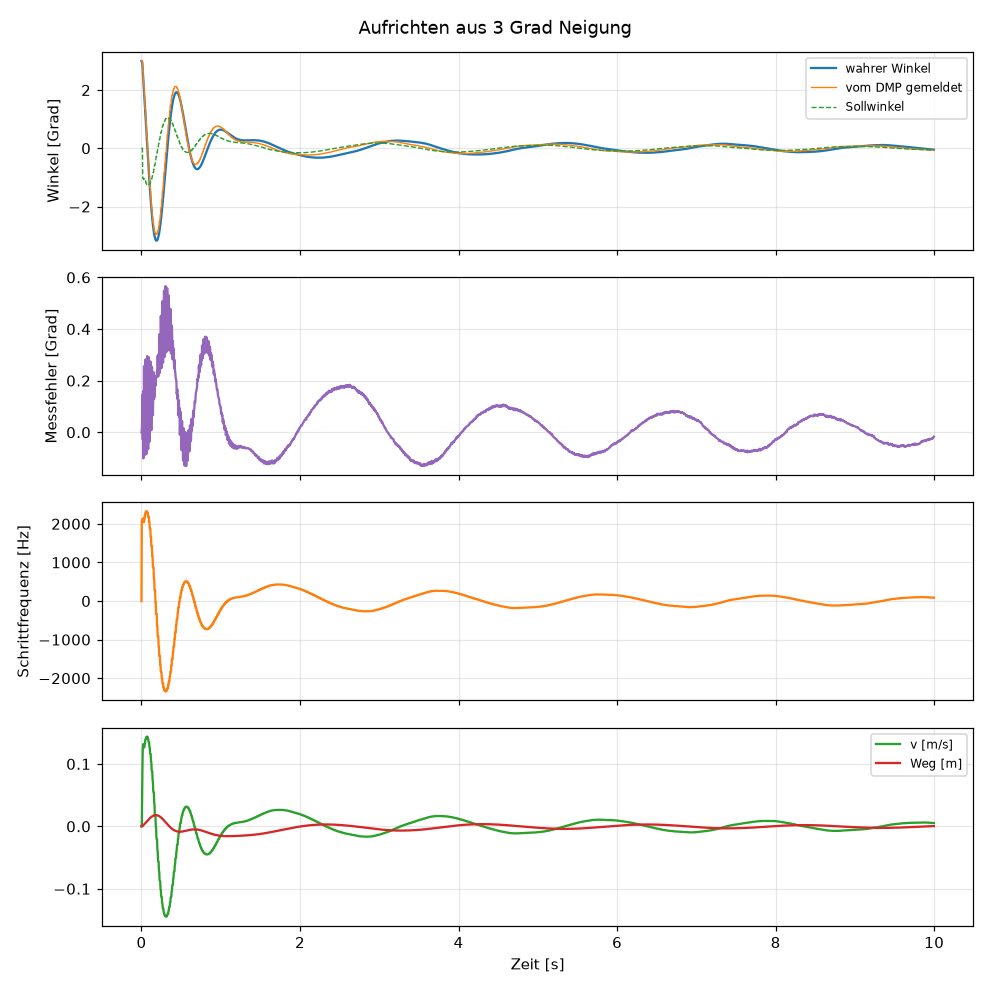 Aufrichten aus 3 Grad Neigung
Winkel [Grad]
2
0
−2
wahrer Winkel
vom DMP gemeldet
Sollwinkel
Messfehler [Grad]
0.6
0.4
0.2
0.0
Schrittfrequenz [Hz]
2000
1000
0
−1000
−2000
0.1
0.0
−0.1
v [m/s]
Weg [m]
0 2 4 6 8 10
Zeit [s]